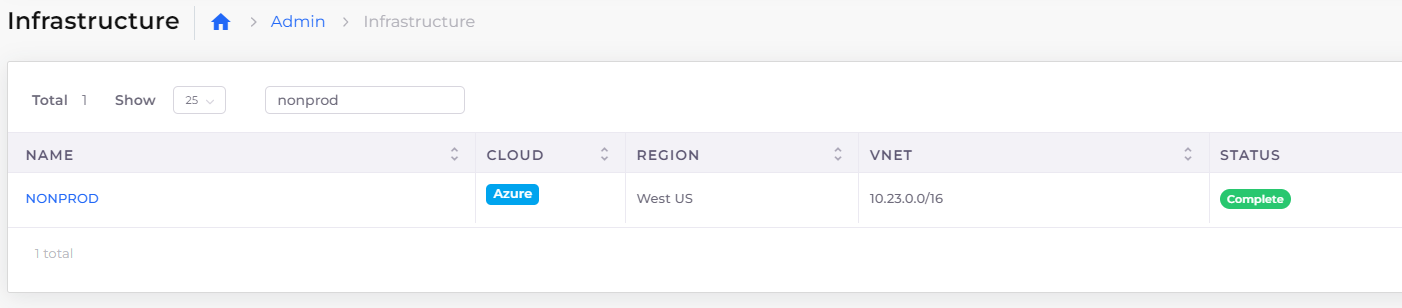 Infrastructure Admin Infrastructure
Total 1 Show 25 nonprod
NAME CLOUD REGION VNET STATUS
NONPROD Azure West US 10.23.0.0/16 Complete
1 total